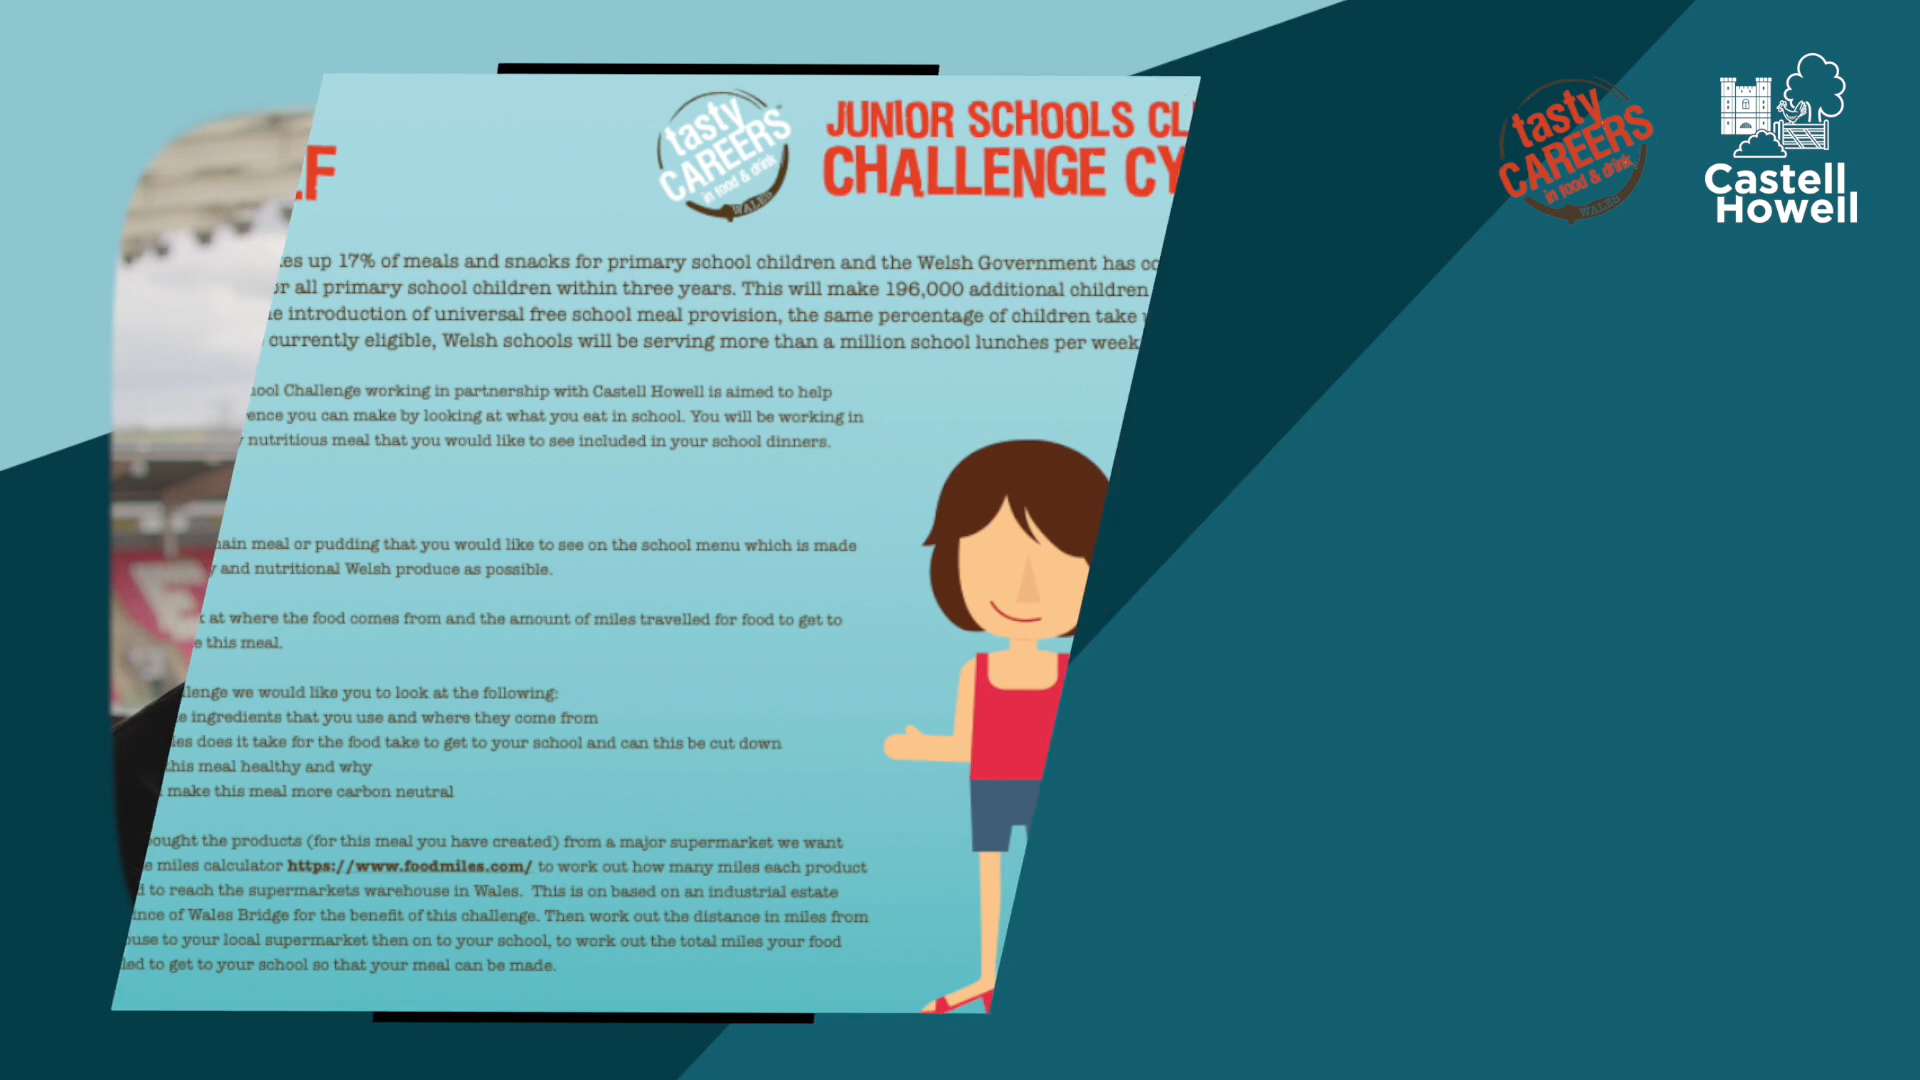 tasty
CAREERS
in food & drink
WALES
JUNIOR SCHOOLS
CHALLENGE
tasty
CAREERS
in food & drink
WALES
Castell
Howell
up 17% of meals and snacks for primary school children and the Welsh Government has
all primary school children within three years. This will make 196,000 additional children
introduction of universal free school meal provision, the same percentage of children take
currently eligible, Welsh schools will be serving more than a million school lunches per week
Challenge working in partnership with Castell Howell is aimed to help
you can make by looking at what you eat in school. You will be working in
nutritious meal that you would like to see included in your school dinners.
meal or pudding that you would like to see on the school menu which is made
and nutritional Welsh produce as possible.
at where the food comes from and the amount of miles travelled for food to get to
this meal.
we would like you to look at the following:
ingredients that you use and where they come from
does it take for the food take to get to your school and can this be cut down
this meal healthy and why
make this meal more carbon neutral
the products (for this meal you have created) from a major supermarket we want
miles calculator https://www.foodmiles.com/ to work out how many miles each product
to reach the supermarkets warehouse in Wales. This is on based on an industrial estate
of Wales Bridge for the benefit of this challenge. Then work out the distance in miles from
to your local supermarket then on to your school, to work out the total miles your food
to get to your school so that your meal can be made.